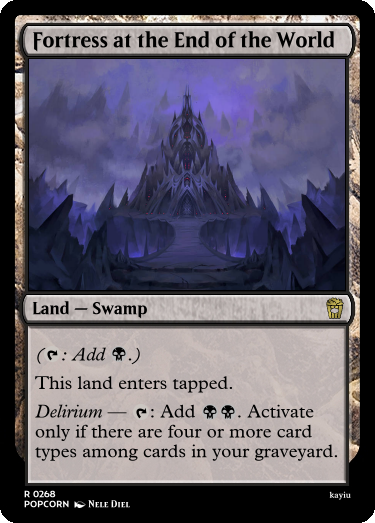 Fortress at the End of the World
Land — Swamp
(: Add .)
This land enters tapped.
Delirium — : Add . Activate
only if there are four or more card
types among cards in your graveyard.
R 0268
POPCORN Nele Diel
kayiu